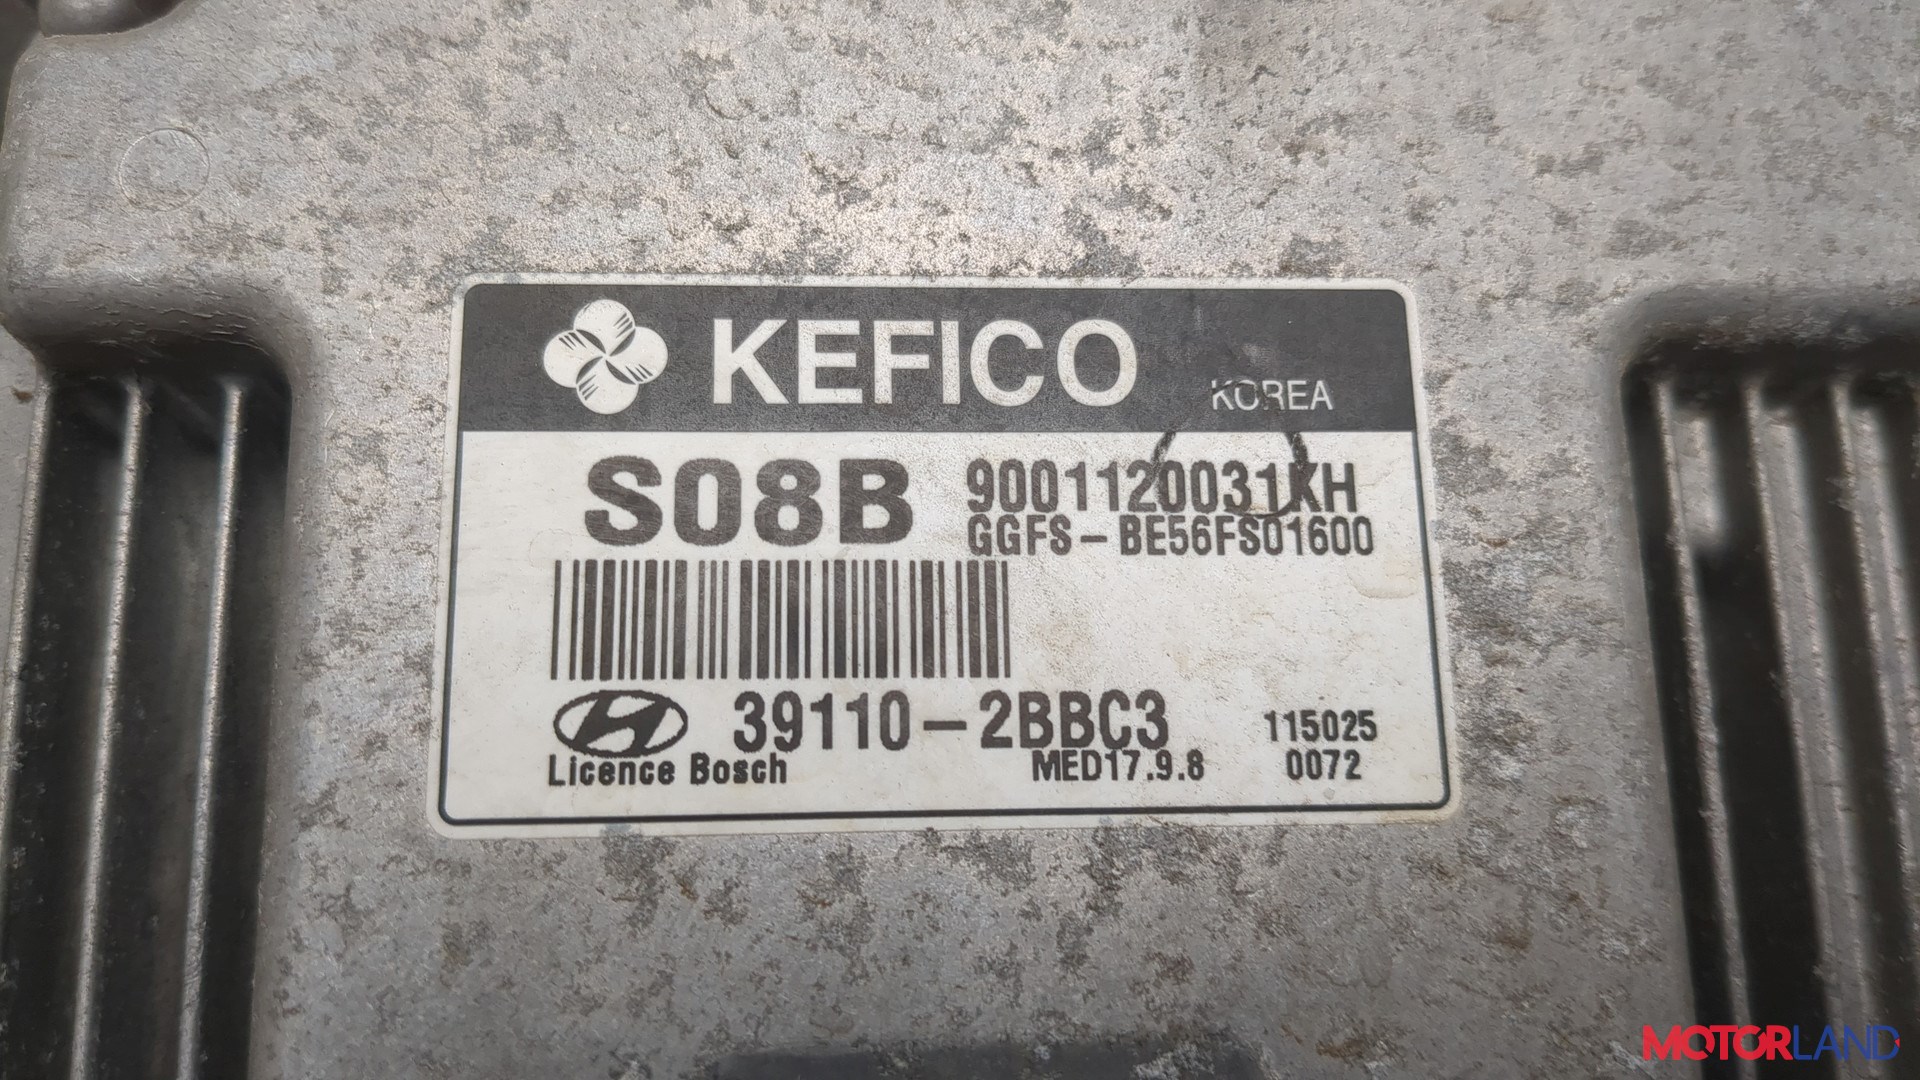 KEFICO KOREA
S08B 9001120031KH
GGFS-BE56FS01600
39110-2BBC3 115025
Licence Bosch MED17.9.8 0072
MOTORLAND